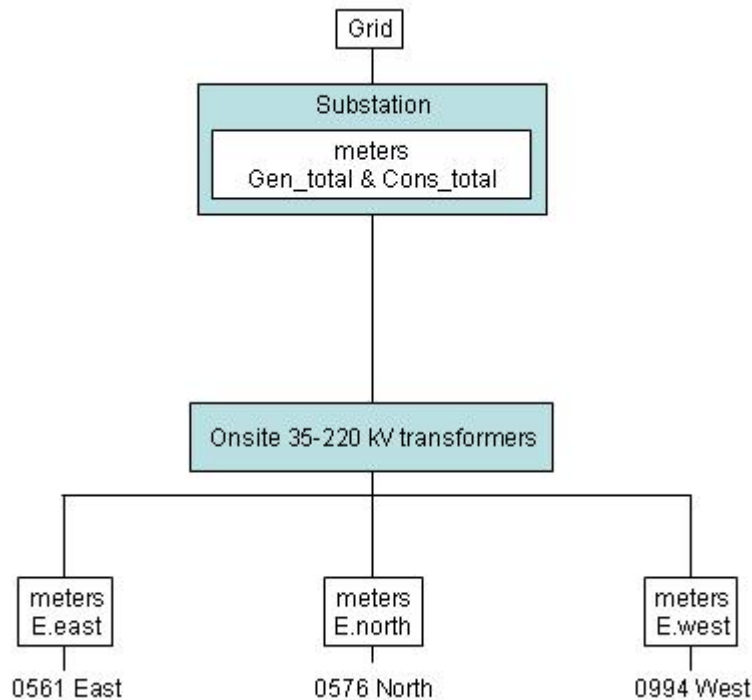 Grid
Substation
meters
Gen_total & Cons_total
Onsite 35-220 kV transformers
meters
E.east
meters
E.north
meters
E.west
0561 East
0576 North
0994 West